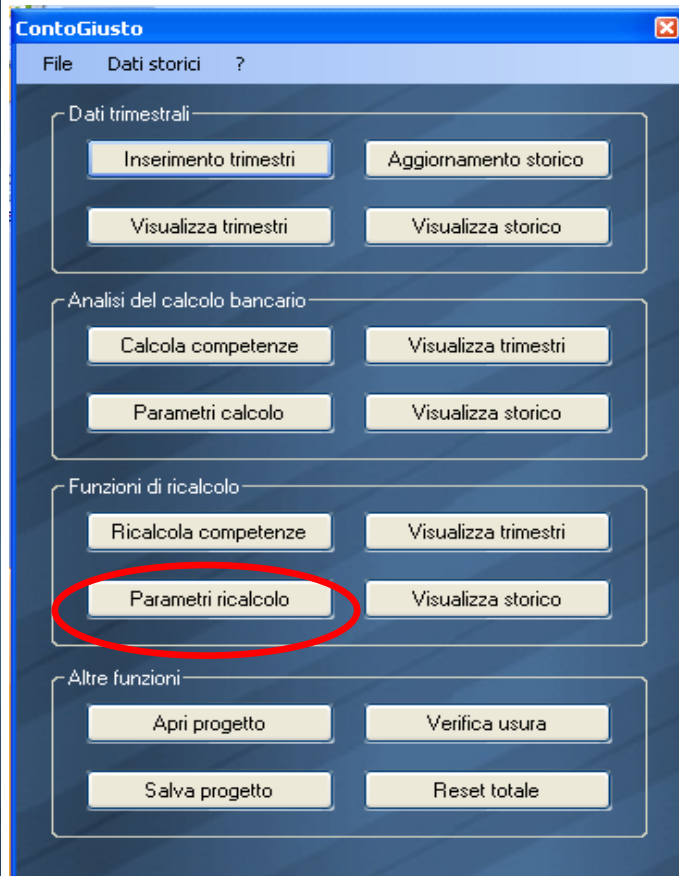 ContoGiusto
File Dati storici ?
Dati trimestrali
Inserimento trimestri Aggiornamento storico
Visualizza trimestri Visualizza storico
Analisi del calcolo bancario
Calcola competenze Visualizza trimestri
Parametri calcolo Visualizza storico
Funzioni di ricalcolo
Ricalcola competenze Visualizza trimestri
Parametri ricalcolo Visualizza storico
Altre funzioni
Apri progetto Verifica usura
Salva progetto Reset totale